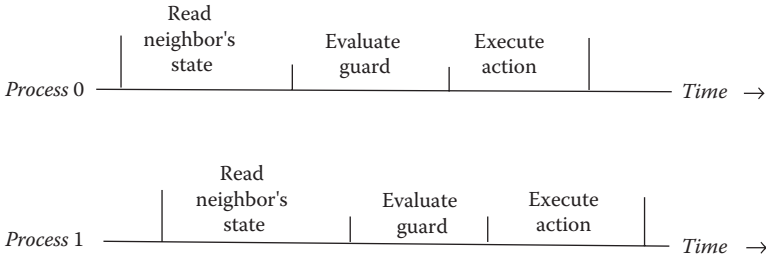 Read
neighbor's
state
Evaluate
guard
Execute
action
Process 0
Time →
Read
neighbor's
state
Evaluate
guard
Execute
action
Process 1
Time →